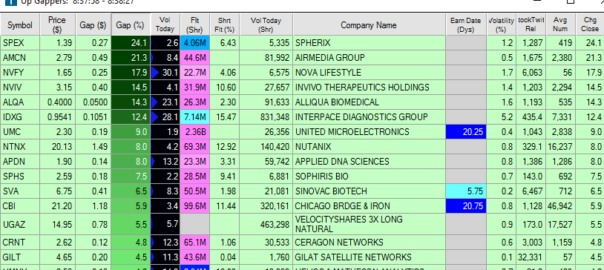 Up Openers: 8:57:58 - 8:58:27
Symbol Price ($) Gap ($) Gap (%) Vol Today Flt (Shr) Shrt Flt (%) Vol Today (Shr) Company Name Earn Date (Dys) Volatility (%) Rel Avg Num Chg Close
SPEX 1.39 0.27 24.1 2.6 4.06M 6.43 5,335 SPHERIX 1.2 1,287 419 24.1
AMCN 2.79 0.49 21.3 8.4 44.6M 81,992 AIRMEDIA GROUP 0.5 1,675 2,380 21.3
NVFY 1.65 0.25 17.9 30.1 22.7M 4.06 6,575 NOVA LIFESTYLE 1.7 6,063 56 17.9
NVIV 3.15 0.40 14.5 4.1 31.9M 10.60 27,657 INVIVO THERAPEUTICS HOLDINGS 1.4 1,203 2,294 14.5
ALQA 0.4000 0.0500 14.3 23.1 26.3M 2.30 91,633 ALLIQUA BIOMEDICAL 1.6 1,193 535 14.3
IDXG 0.9541 0.1051 12.4 28.1 7.14M 15.47 831,348 INTERPACE DIAGNOSTICS GROUP 5.2 435.4 7,331 12.4
UMC 2.30 0.19 9.0 1.9 2.36B 26,356 UNITED MICROELECTRONICS 20.25 0.4 1,043 2,838 9.0
NTNX 20.13 1.49 8.0 4.2 69.3M 12.92 140,420 NUTANIX 0.8 329.1 16,237 8.0
APDN 1.90 0.14 8.0 13.2 23.3M 3.31 59,742 APPLIED DNA SCIENCES 0.8 1,386 1,286 8.0
SPHS 2.59 0.18 7.5 2.2 28.5M 9.41 6,881 SOPHIRIS BIO 0.7 143.0 692 7.5
SVA 6.75 0.41 6.5 8.3 50.5M 1.98 21,081 SINOVAC BIOTECH 5.75 0.2 6,467 712 6.5
CBI 21.20 1.18 5.9 3.4 99.6M 11.44 320,161 CHICAGO BRDGE & IRON 20.75 0.8 1,128 46,942 5.9
UGAZ 14.95 0.78 5.5 5.7 463,298 VELOCITYSHARES 3X LONG NATURAL 0.9 173.0 17,527 5.5
CRNT 2.62 0.12 4.8 12.3 65.1M 1.06 30,533 CERAGON NETWORKS 0.6 3,003 1,159 4.8
GILT 4.65 0.20 4.5 11.3 43.6M 0.04 1,760 GILAT SATELLITE NETWORKS 0.1 32,331 57 4.5